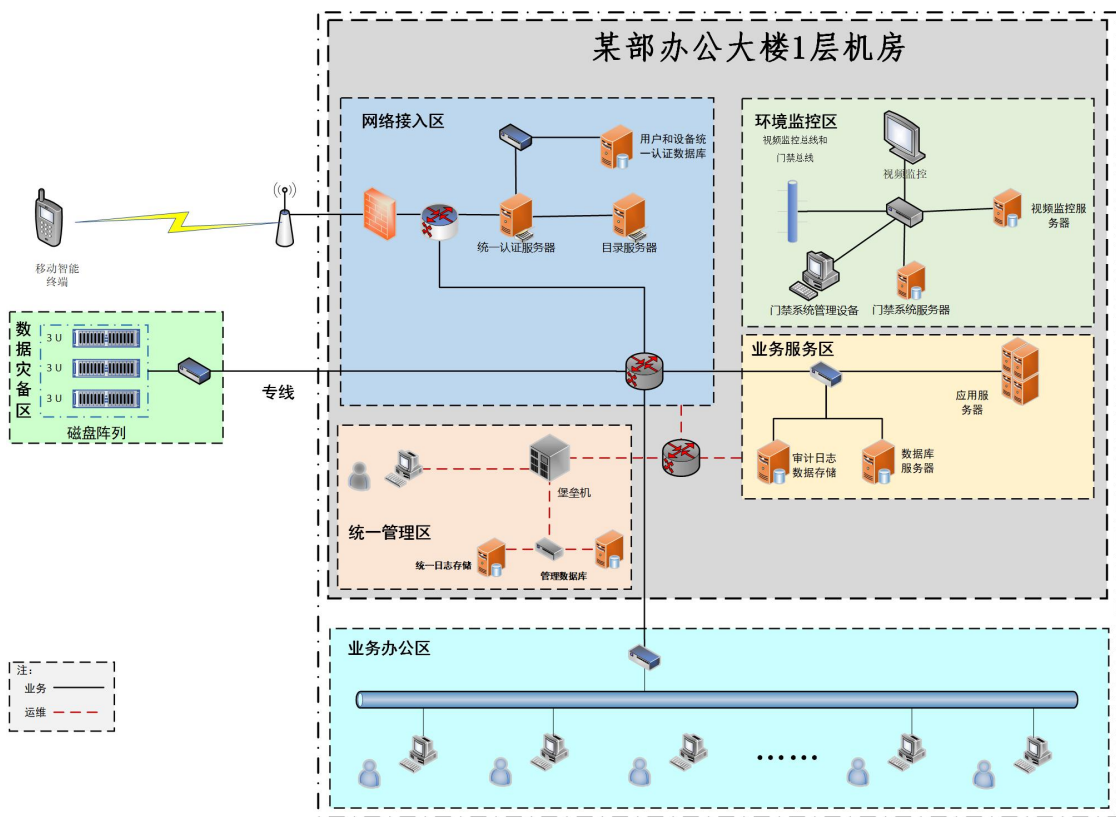 某部办公大楼1层机房
网络接入区
用户和设备统
一认证数据库
统一认证服务器
目录服务器
环境监控区
视频监控总线和
门禁总线
视频监控
视频监控服
务器
门禁系统管理设备
门禁系统服务器
移动智能
终端
数
据
灾
备
区
3 U
3 U
3 U
磁盘阵列
专线
业务服务区
应用服
务器
审计日志
数据存储
数据库
服务器
堡垒机
统一管理区
统一日志存储
管理数据库
业务办公区
······
注：
业务
运维